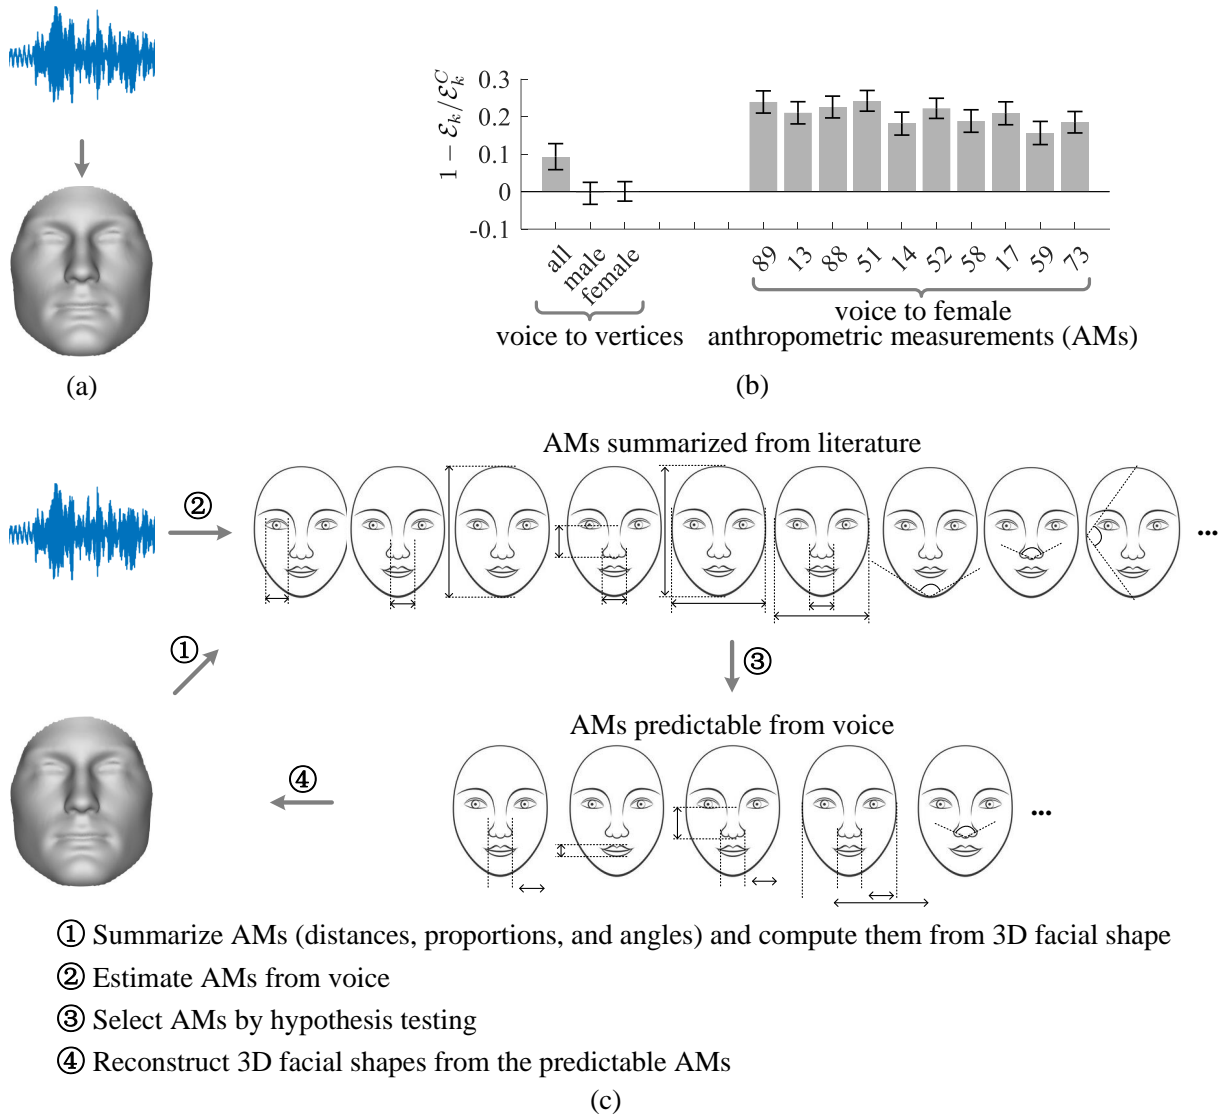 (a)
1 − ℰ_k/ℰ_k^C
0.3
0.2
0.1
0
-0.1
all
male
female
89
13
88
51
14
52
58
17
59
73
voice to vertices
voice to female
anthropometric measurements (AMs)
(b)
AMs summarized from literature
②
...
①
③
AMs predictable from voice
④
...
① Summarize AMs (distances, proportions, and angles) and compute them from 3D facial shape
② Estimate AMs from voice
③ Select AMs by hypothesis testing
④ Reconstruct 3D facial shapes from the predictable AMs
(c)